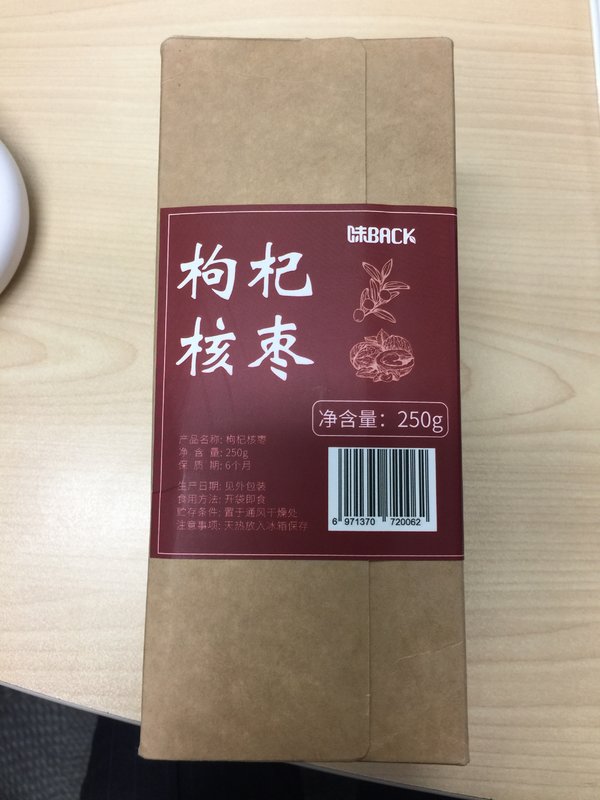 味BACK
枸杞
核枣
净含量：250g
产品名称: 枸杞核枣
净 含 量: 250g
保 质 期: 6个月
生产日期: 见外包装
食用方法: 开袋即食
贮存条件: 置于通风干燥处
注意事项: 天热放入冰箱保存
6 971370 720062